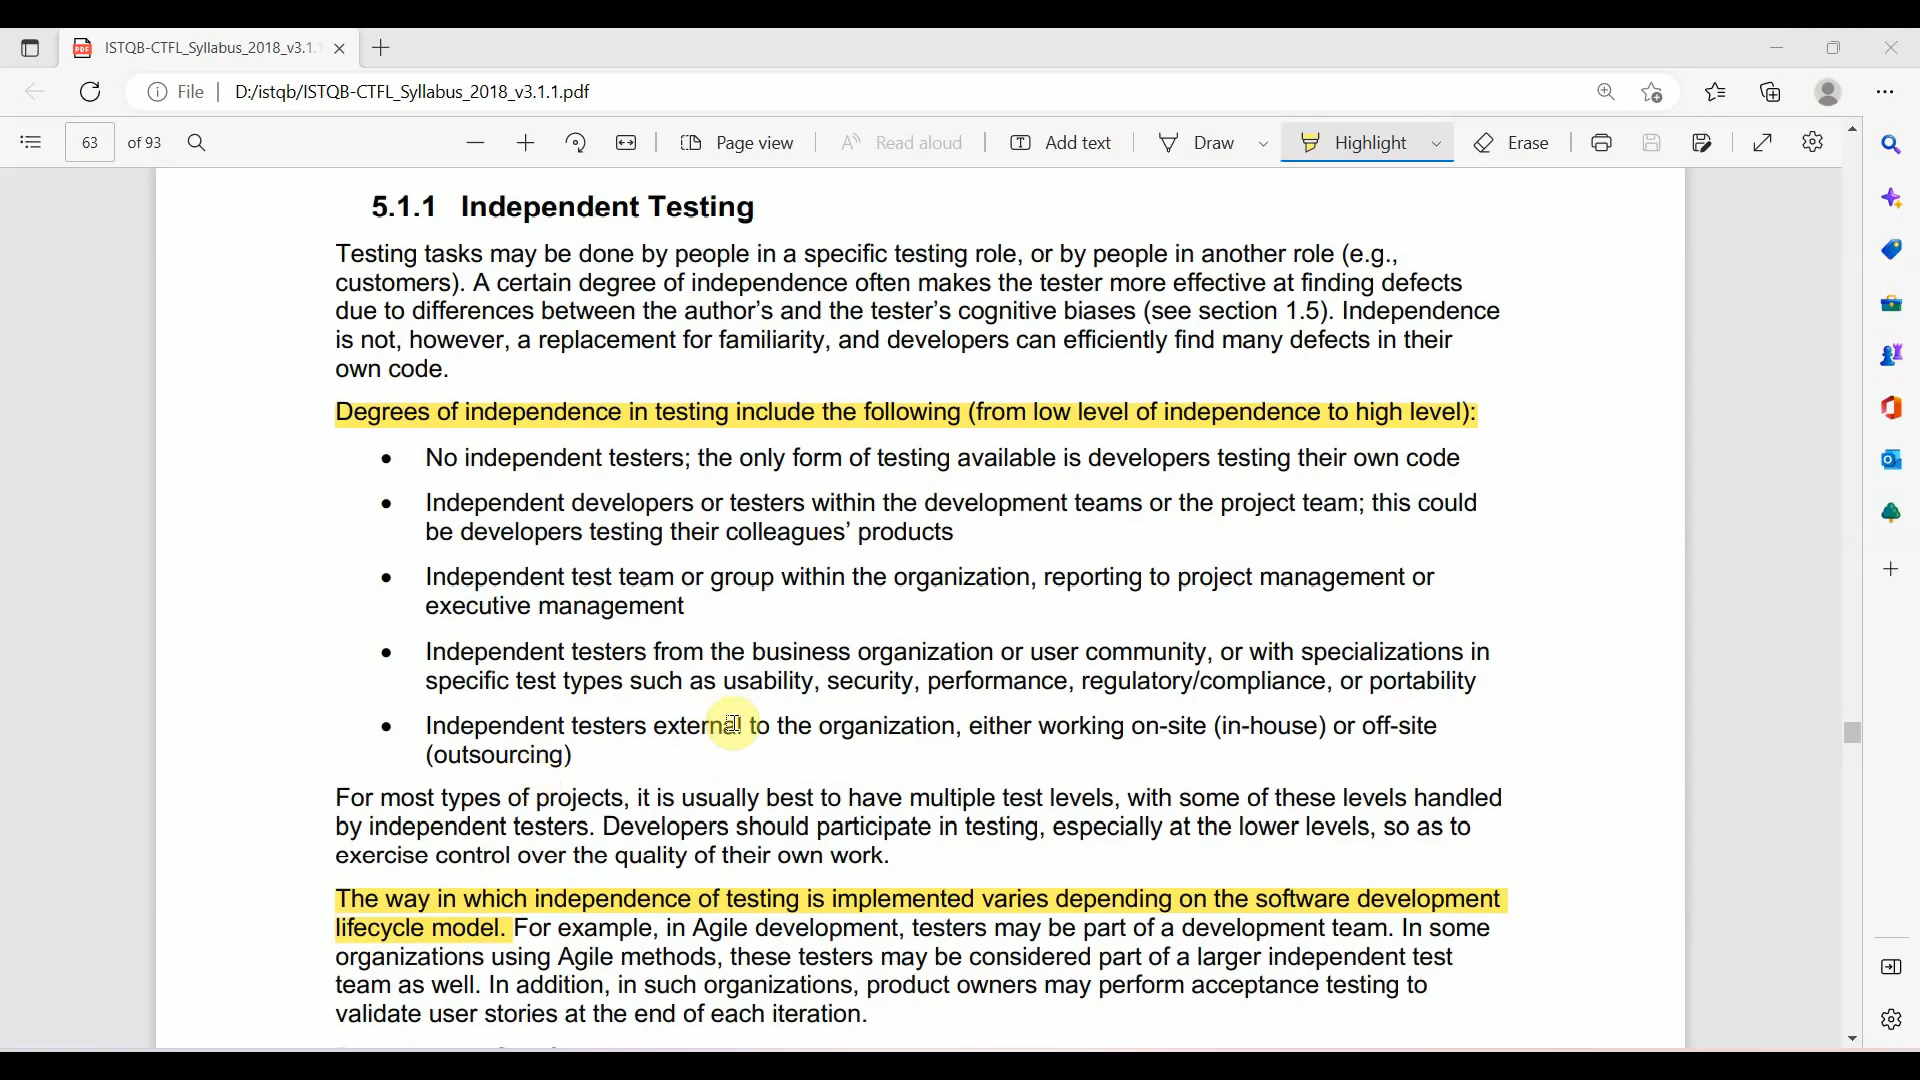 ISTQB-CTFL_Syllabus_2018_v3.1.1
File
D:/istqb/ISTQB-CTFL_Syllabus_2018_v3.1.1.pdf
63 of 93
Page view
Read aloud
Add text
Draw
Highlight
Erase
5.1.1 Independent Testing
Testing tasks may be done by people in a specific testing role, or by people in another role (e.g.,
customers). A certain degree of independence often makes the tester more effective at finding defects
due to differences between the author's and the tester's cognitive biases (see section 1.5). Independence
is not, however, a replacement for familiarity, and developers can efficiently find many defects in their
own code.
Degrees of independence in testing include the following (from low level of independence to high level):
• No independent testers; the only form of testing available is developers testing their own code
• Independent developers or testers within the development teams or the project team; this could
be developers testing their colleagues' products
• Independent test team or group within the organization, reporting to project management or
executive management
• Independent testers from the business organization or user community, or with specializations in
specific test types such as usability, security, performance, regulatory/compliance, or portability
• Independent testers external to the organization, either working on-site (in-house) or off-site
(outsourcing)
For most types of projects, it is usually best to have multiple test levels, with some of these levels handled
by independent testers. Developers should participate in testing, especially at the lower levels, so as to
exercise control over the quality of their own work.
The way in which independence of testing is implemented varies depending on the software development
lifecycle model. For example, in Agile development, testers may be part of a development team. In some
organizations using Agile methods, these testers may be considered part of a larger independent test
team as well. In addition, in such organizations, product owners may perform acceptance testing to
validate user stories at the end of each iteration.